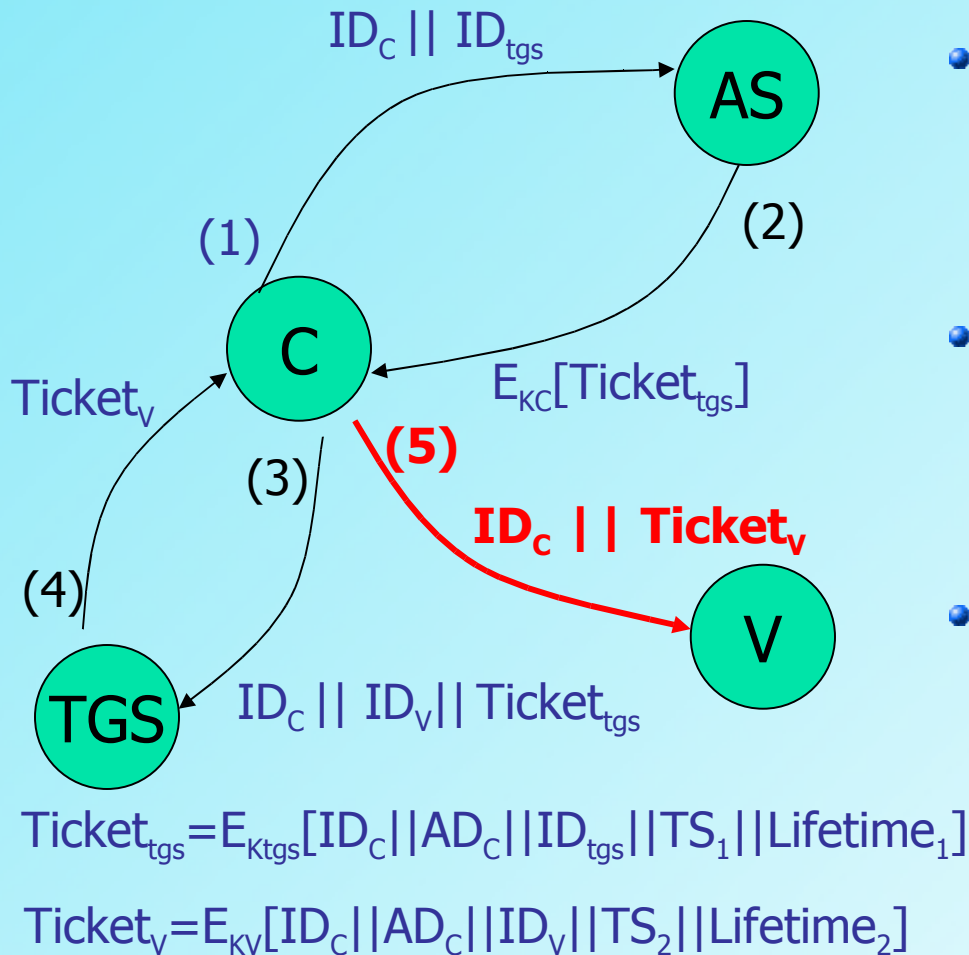 ID_C || ID_tgs
AS
(1)
(2)
C
E_KC[Ticket_tgs]
Ticket_V
(3)
(5)
ID_C || Ticket_V
(4)
V
TGS
ID_C || ID_V|| Ticket_tgs
Ticket_tgs=E_Ktgs[ID_C||AD_C||ID_tgs||TS_1||Lifetime_1]
Ticket_V=E_KV[ID_C||AD_C||ID_V||TS_2||Lifetime_2]